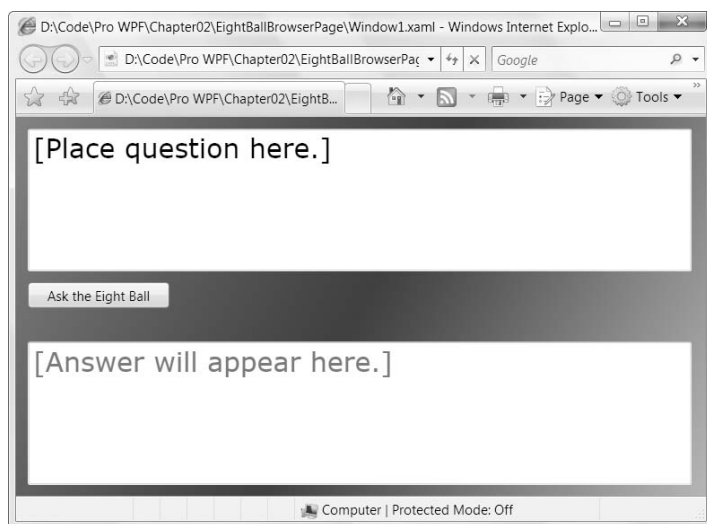 D:\Code\Pro WPF\Chapter02\EightBallBrowserPage\Window1.xaml - Windows Internet Explo...
D:\Code\Pro WPF\Chapter02\EightBallBrowserPag
Google
D:\Code\Pro WPF\Chapter02\EightB...
Page
Tools
[Place question here.]
Ask the Eight Ball
[Answer will appear here.]
Computer | Protected Mode: Off